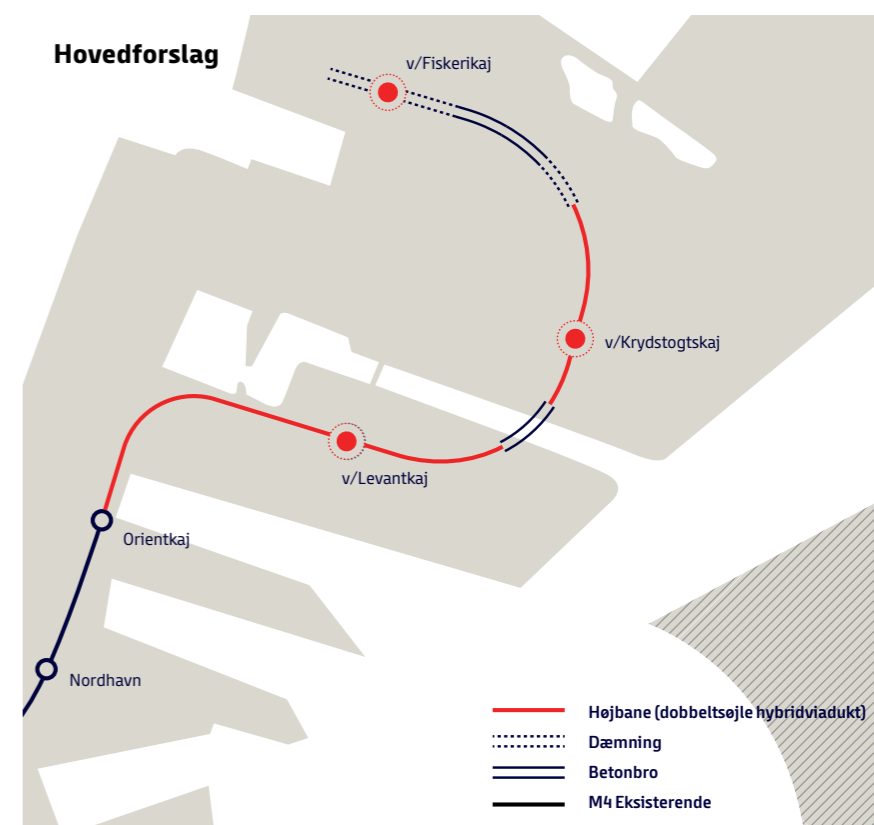 Hovedforslag
v/Fiskerikaj
v/Krydstogtskaj
v/Levantkaj
Orientkaj
Nordhavn
Højbane (dobbeltsøjle hybridviadukt)
Dæmning
Betonbro
M4 Eksisterende